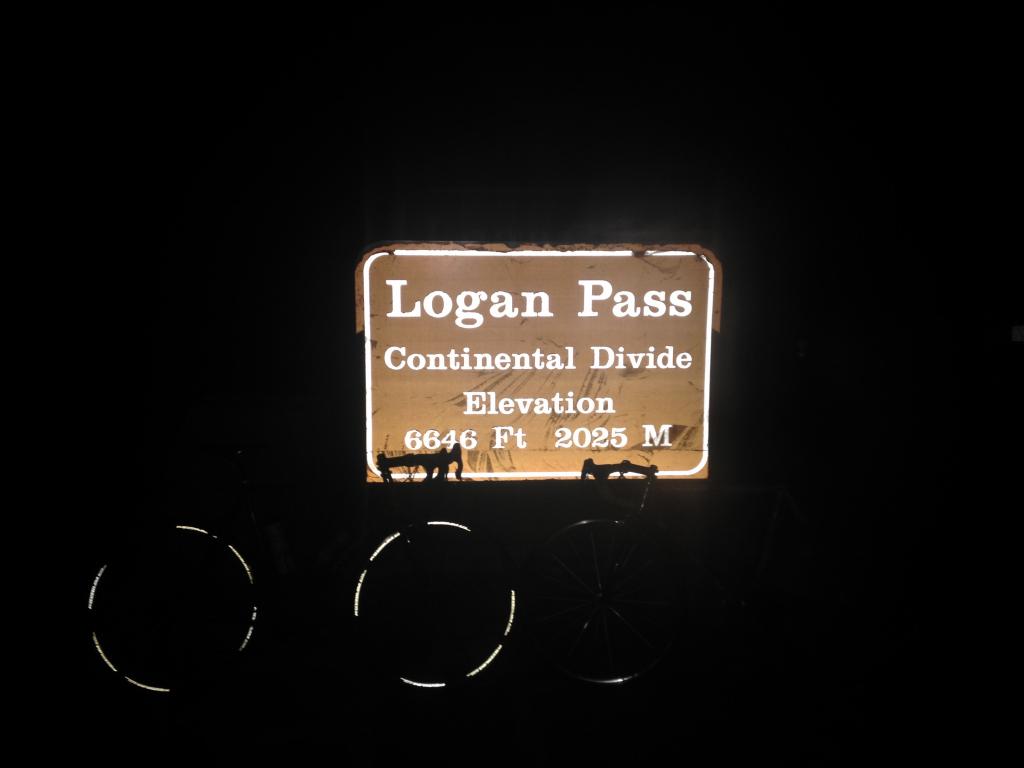 Logan Pass
Continental Divide
Elevation
6646 Ft 2025 M